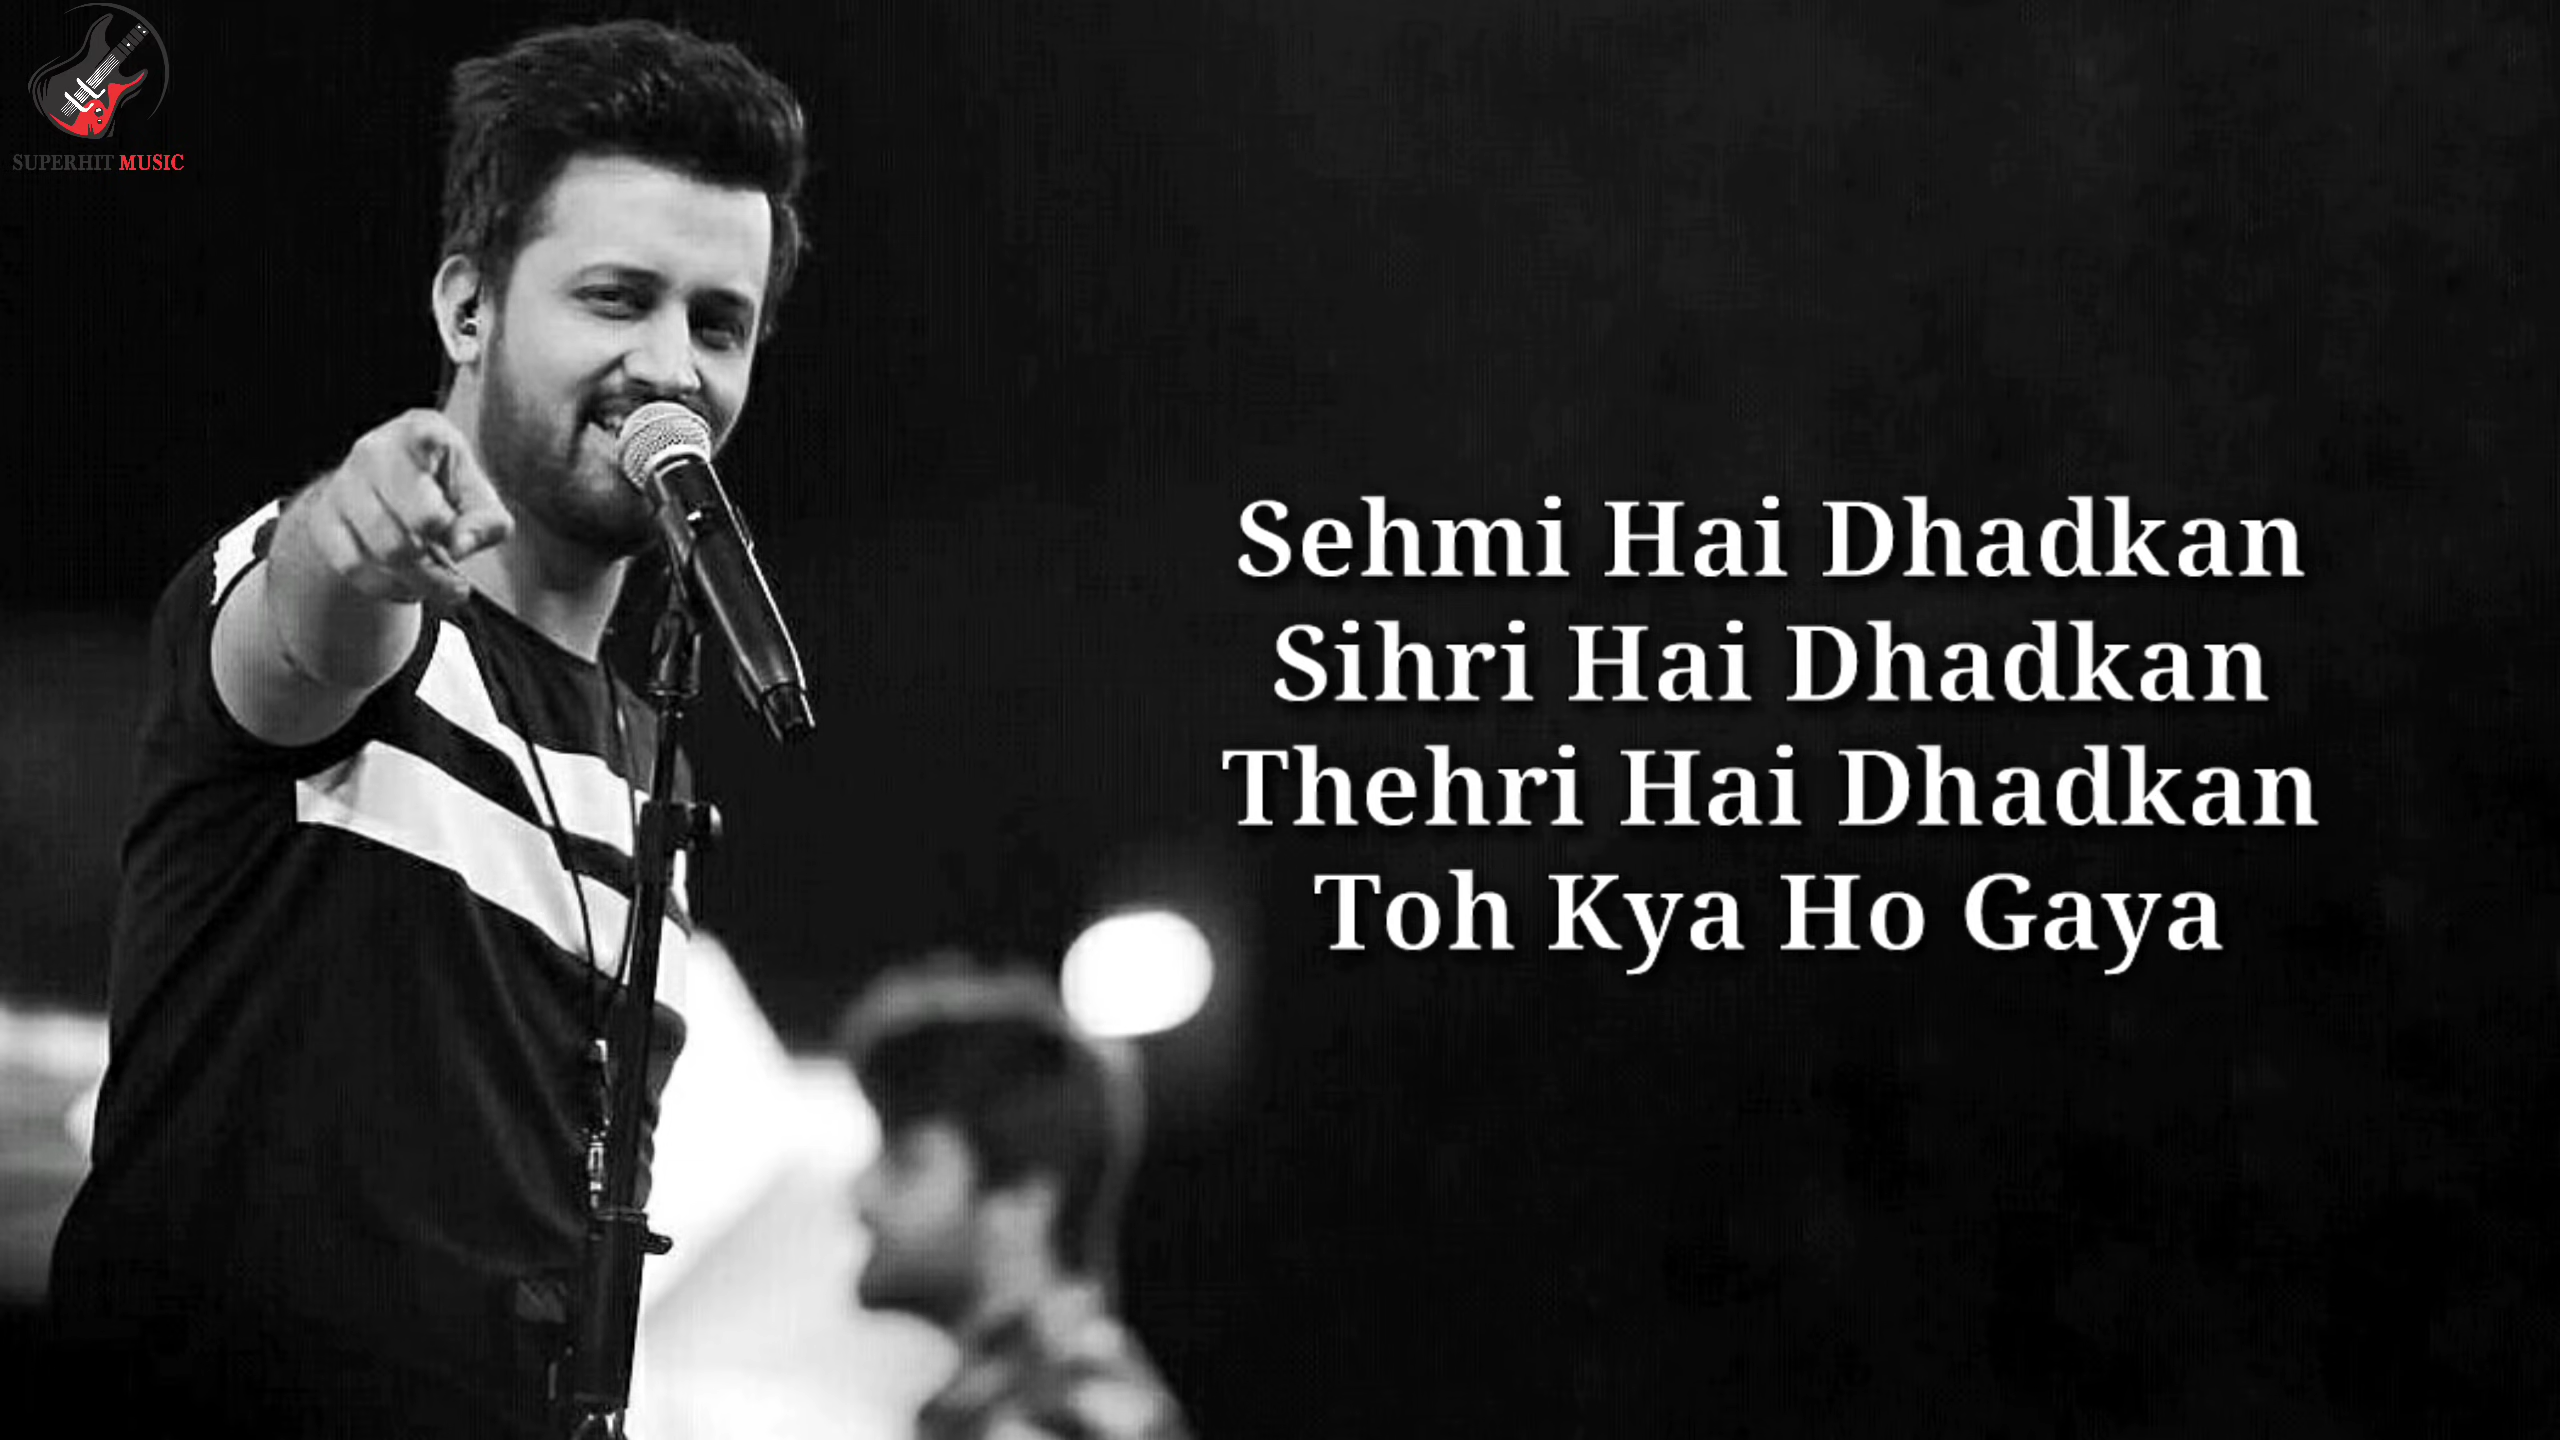 SUPERHIT MUSIC
Sehmi Hai Dhadkan
Sihri Hai Dhadkan
Thehri Hai Dhadkan
Toh Kya Ho Gaya